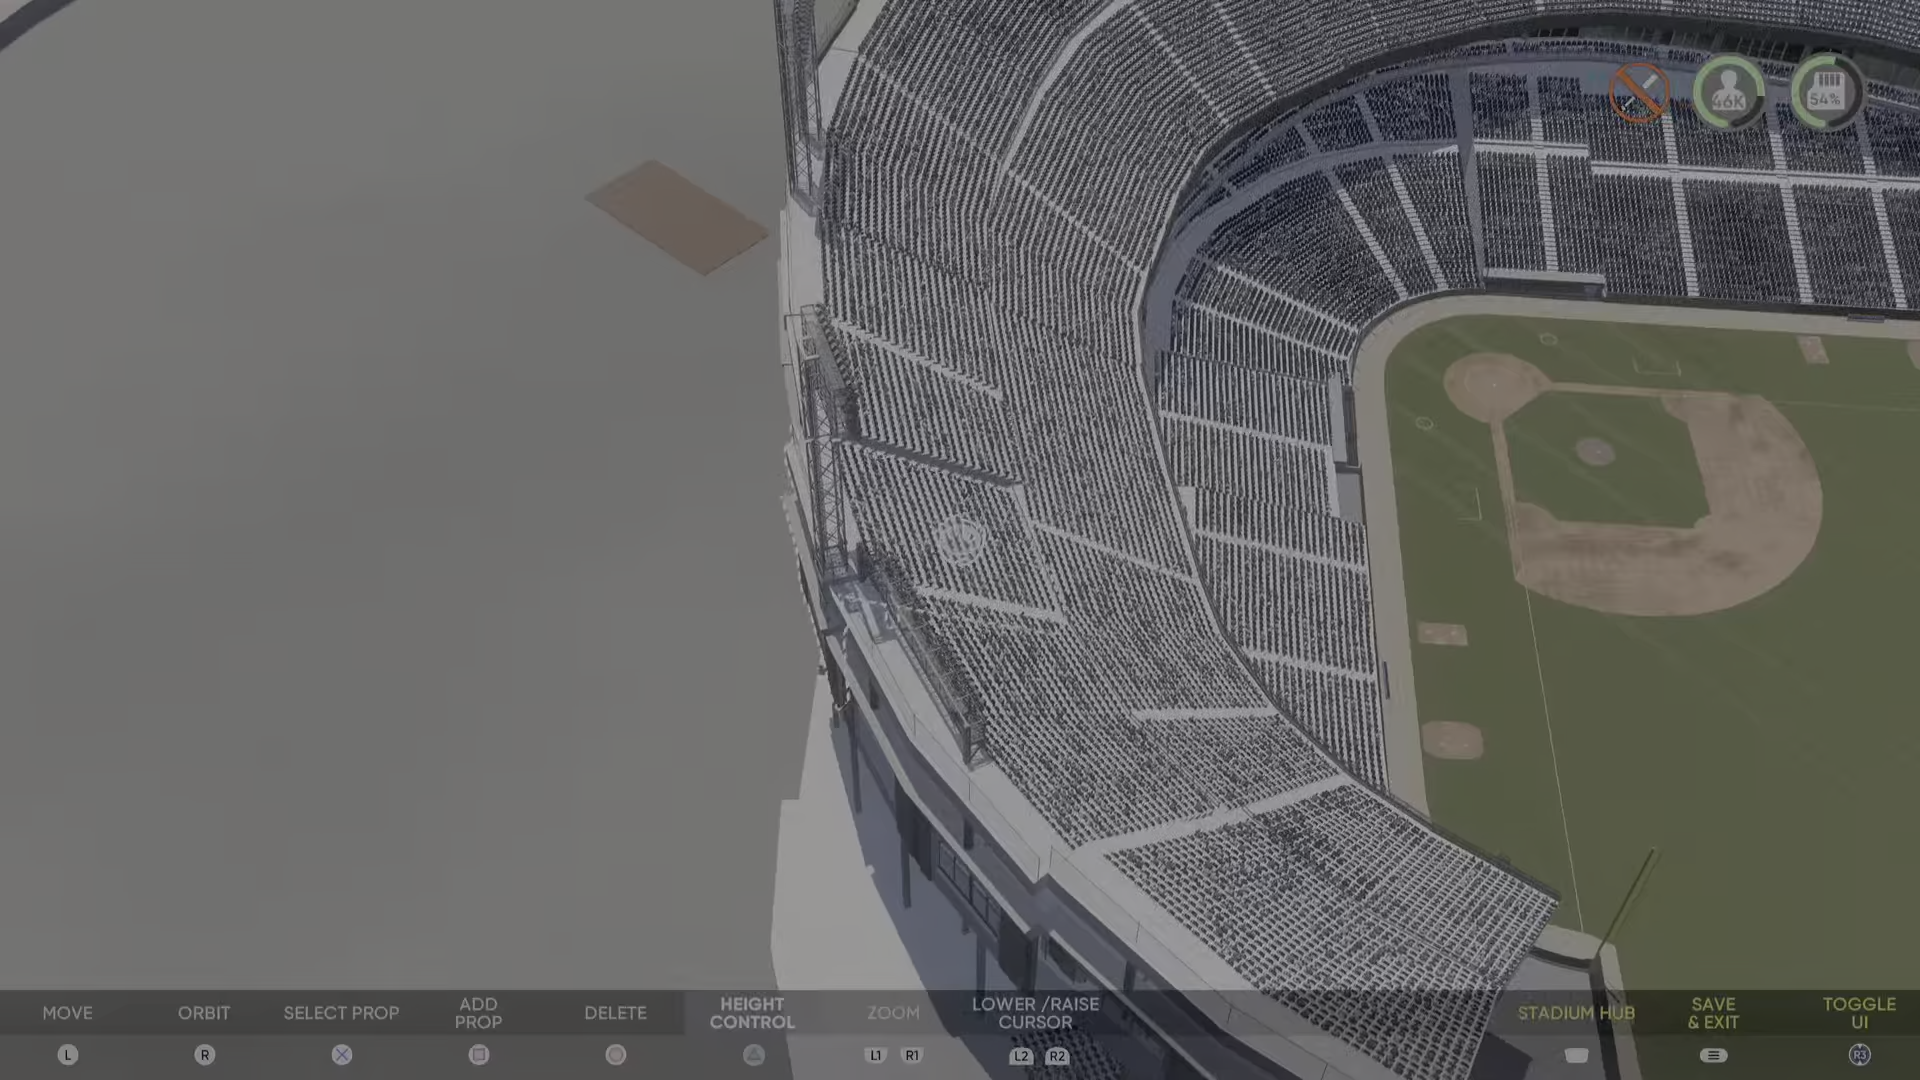 46K
54%
MOVE
ORBIT
SELECT PROP
ADD
PROP
DELETE
HEIGHT
CONTROL
ZOOM
LOWER /RAISE
CURSOR
STADIUM HUB
SAVE
& EXIT
TOGGLE
UI
L
R
L1 R1
L2 R2
R3